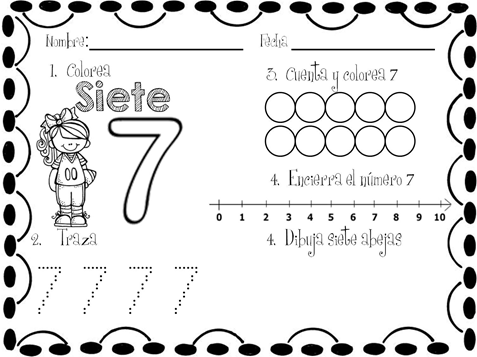 Nombre: Fecha
1. Colorea
Siete
7
2. Traza
7 7 7 7
3. Cuenta y colorea 7
4. Encierra el número 7
0 1 2 3 4 5 6 7 8 9 10
4. Dibuja siete abejas
00